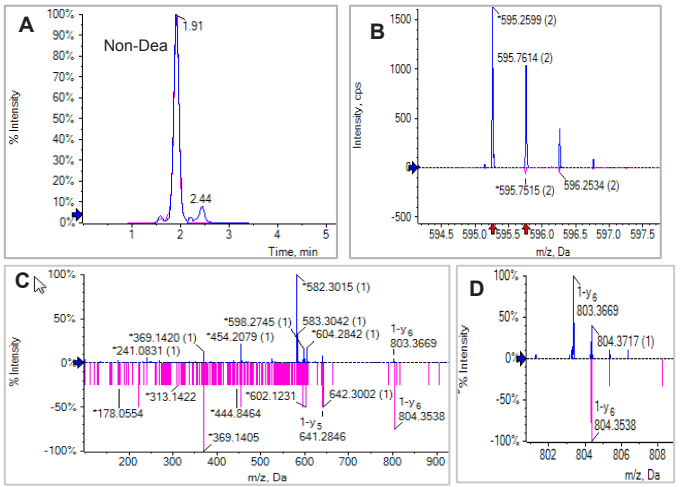 A
Non-Dea
1.91
2.44
100%
90%
80%
70%
60%
50%
40%
30%
20%
10%
0%
% Intensity
1 2 3 4 5
Time, min
B
*595.2599 (2)
595.7614 (2)
*595.7515 (2)
596.2534 (2)
1500
1000
500
0
-500
Intensity, cps
594.5 595.0 595.5 596.0 596.5 597.0 597.5
m/z, Da
C
*582.3015 (1)
583.3042 (1)
*598.2745 (1)
*604.2842 (1)
*369.1420 (1)
*454.2079 (1)
*241.0831 (1)
1-y6
803.3669
*178.0554
*313.1422
*444.8464
*602.1231
642.3002 (1)
*369.1405
1-y5
641.2846
1-y6
804.3538
100%
50%
0%
-50%
-100%
% Intensity
200 300 400 500 600 700 800 900
m/z, Da
D
1-y6
803.3669
804.3717 (1)
1-y6
804.3538
100%
50%
0%
-50%
100%
% Intensity
802 804 806 808
m/z, Da